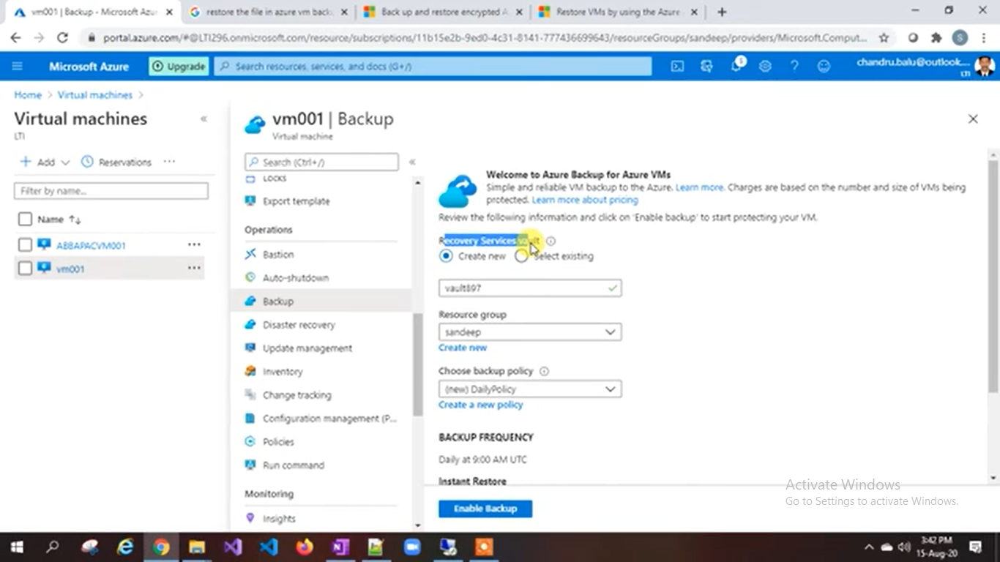 vm001 | Backup - Microsoft Azu
restore the file in azure vm back
Back up and restore encrypted A
Restore VMs by using the Azure
portal.azure.com/#@LTI296.onmicrosoft.com/resource/subscriptions/11b15e2b-9ed0-4c31-8141-777436699643/resourceGroups/sandeep/providers/Microsoft.Comput...
S
Microsoft Azure
Upgrade
Search resources, services, and docs (G+/)
5
chandru.balu@outlook....
LTI
Home > Virtual machines >
Virtual machines
«
LTI
+ Add
Reservations
...
Filter by name...
Name ↑↓
ABBAPACVM001
...
vm001
...
vm001 | Backup
Virtual machine
Search (Ctrl+/)
«
Locks
Export template
Operations
Bastion
Auto-shutdown
Backup
Disaster recovery
Update management
Inventory
Change tracking
Configuration management (P...
Policies
Run command
Monitoring
Insights
Welcome to Azure Backup for Azure VMs
Simple and reliable VM backup to the Azure. Learn more. Charges are based on the number and size of VMs being
protected. Learn more about pricing
Review the following information and click on 'Enable backup' to start protecting your VM.
Recovery Services vault
Create new
Select existing
vault897
Resource group
sandeep
Create new
Choose backup policy
(new) DailyPolicy
Create a new policy
BACKUP FREQUENCY
Daily at 9:00 AM UTC
Instant Restore
Enable Backup
Activate Windows
Go to Settings to activate Windows.
3:42 PM
15-Aug-20